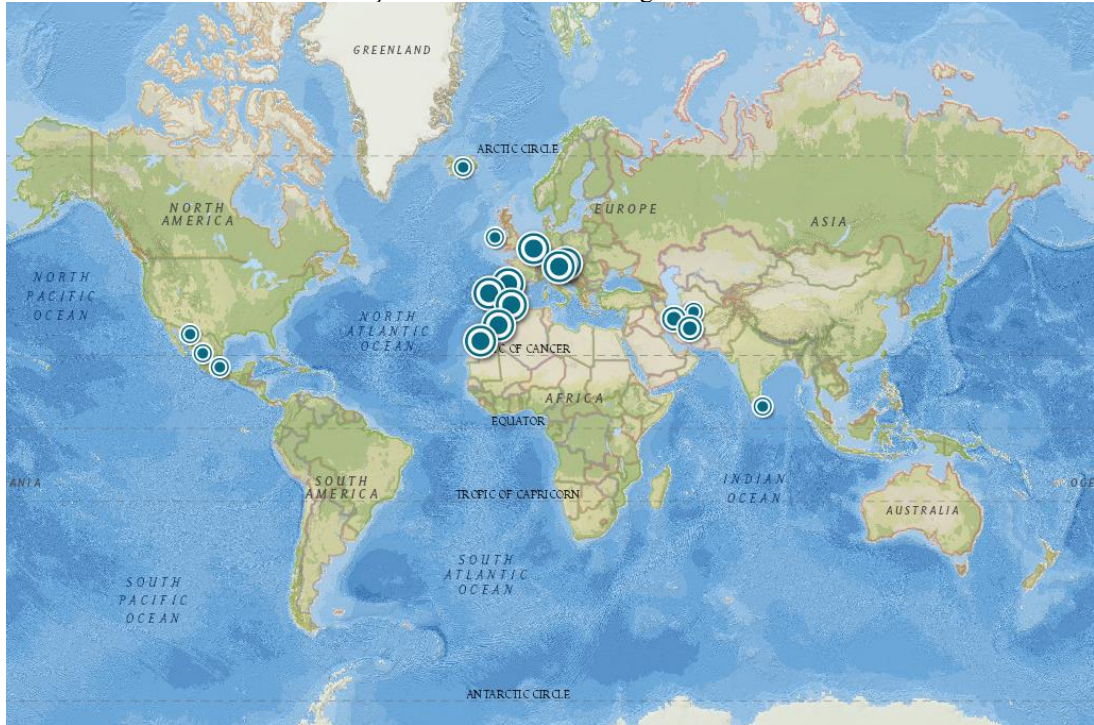 GREENLAND
ARCTIC CIRCLE
NORTH
AMERICA
EUROPE
ASIA
NORTH
PACIFIC
OCEAN
NORTH
ATLANTIC
OCEAN
OF CANCER
AFRICA
EQUATOR
ANIA
SOUTH
AMERICA
TROPIC OF CAPRICORN
INDIAN
OCEAN
AUSTRALIA
SOUTH
PACIFIC
OCEAN
SOUTH
ATLANTIC
OCEAN
ANTARCTIC CIRCLE